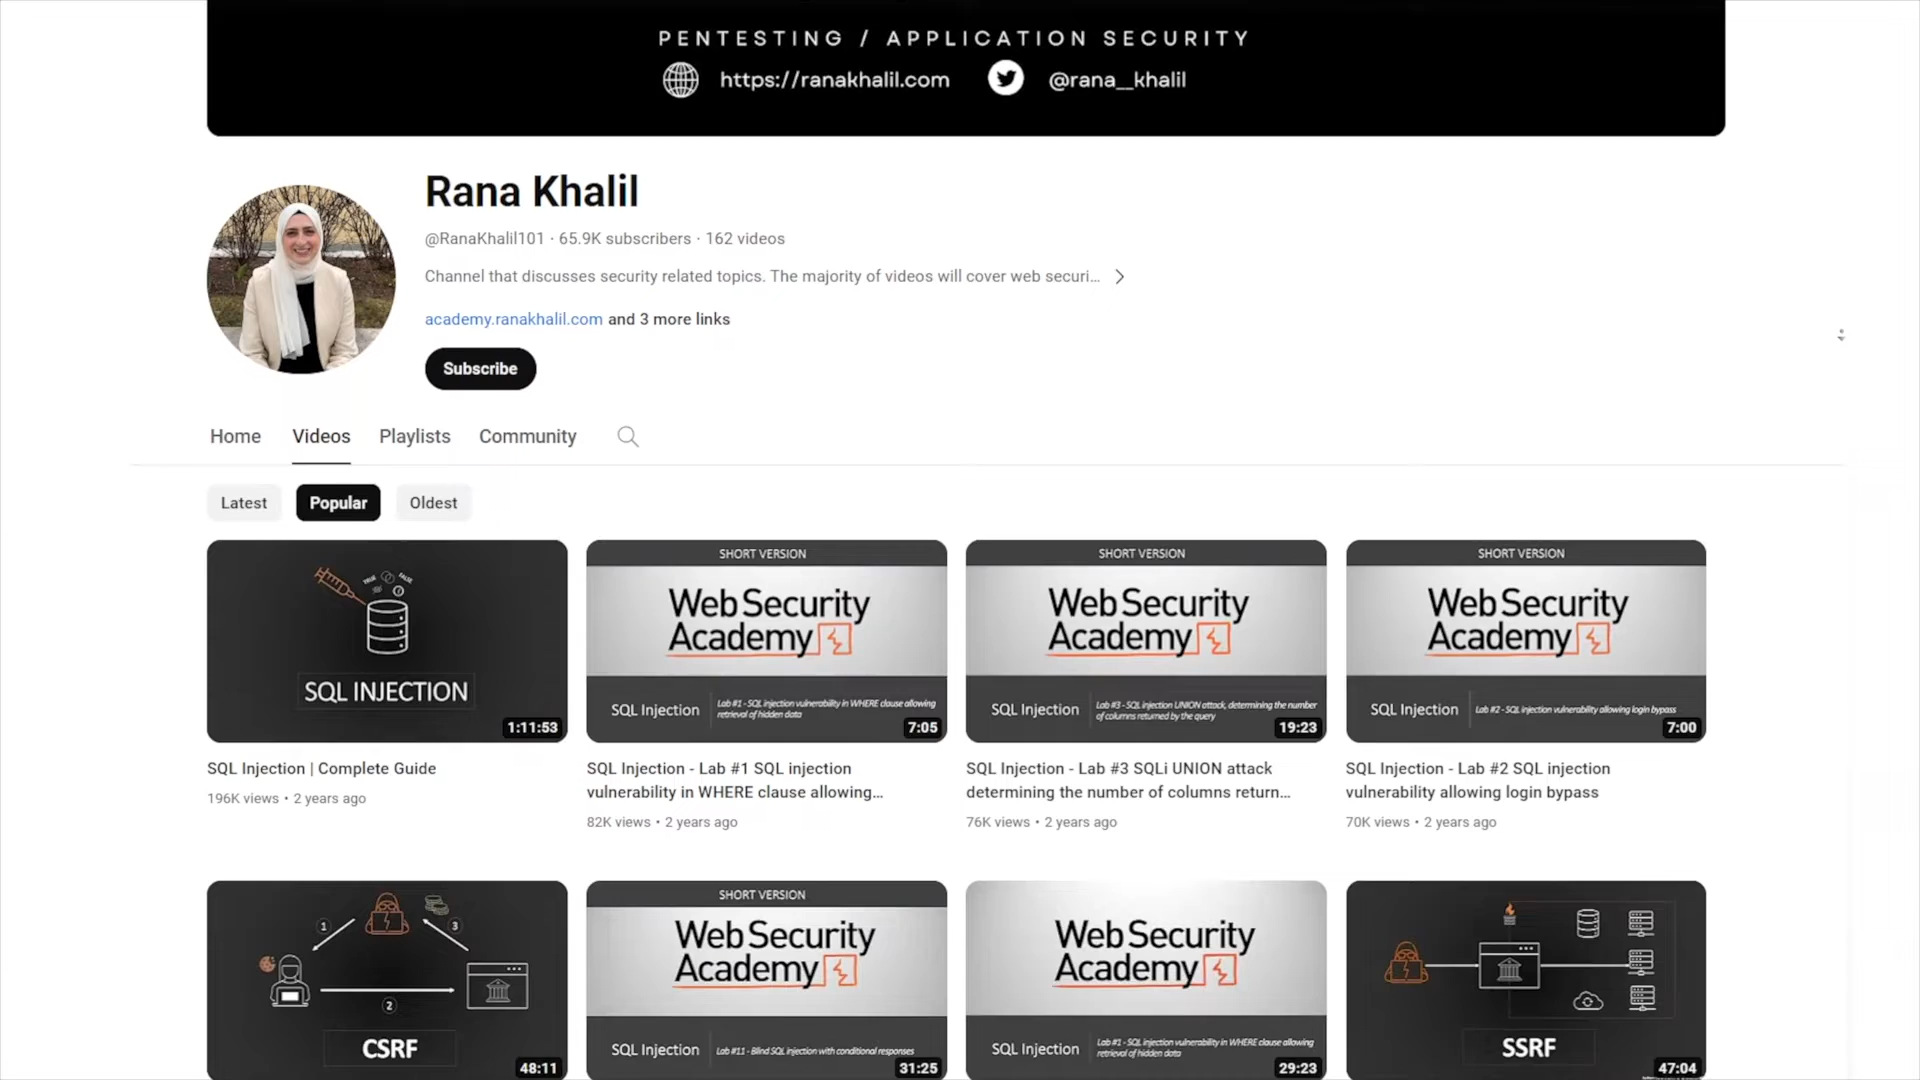 PENTESTING / APPLICATION SECURITY
https://ranakhalil.com @rana__khalil
Rana Khalil
@RanaKhalil101 · 65.9K subscribers · 162 videos
Channel that discusses security related topics. The majority of videos will cover web securi...
academy.ranakhalil.com and 3 more links
Subscribe
Home Videos Playlists Community
Latest Popular Oldest
TRUE FALSE
SQL INJECTION
1:11:53
SQL Injection | Complete Guide
196K views • 2 years ago
SHORT VERSION
Web Security
Academy
SQL Injection
Lab #1 - SQL injection vulnerability in WHERE clause allowing
retrieval of hidden data
7:05
SQL Injection - Lab #1 SQL injection
vulnerability in WHERE clause allowing...
82K views • 2 years ago
SHORT VERSION
Web Security
Academy
SQL Injection
Lab #3 - SQL injection UNION attack, determining the number
of columns returned by the query
19:23
SQL Injection - Lab #3 SQLi UNION attack
determining the number of columns return...
76K views • 2 years ago
SHORT VERSION
Web Security
Academy
SQL Injection
Lab #2 - SQL injection vulnerability allowing login bypass
7:00
SQL Injection - Lab #2 SQL injection
vulnerability allowing login bypass
70K views • 2 years ago
1
3
2
CSRF
48:11
SHORT VERSION
Web Security
Academy
SQL Injection
Lab #11 - Blind SQL injection with conditional responses
31:25
Web Security
Academy
SQL Injection
Lab #1 - SQL injection vulnerability in WHERE clause allowing
retrieval of hidden data
29:23
SSRF
47:04